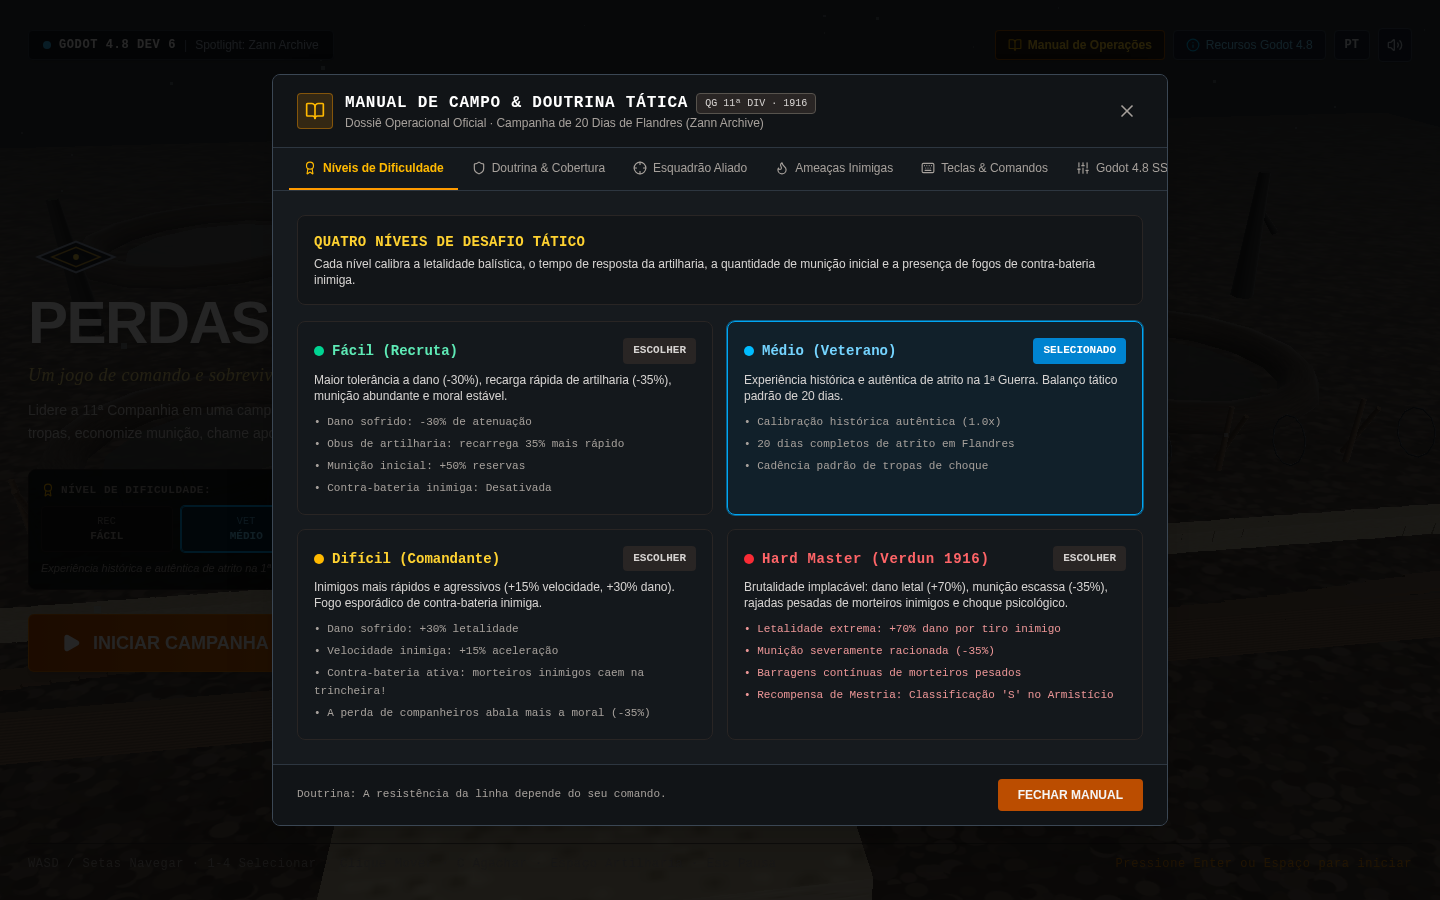 GODOT 4.8 DEV 6 | Spotlight: Zann Archive
Manual de Operações
Recursos Godot 4.8
PT
MANUAL DE CAMPO & DOUTRINA TÁTICA
QG 11ª DIV · 1916
Dossiê Operacional Oficial · Campanha de 20 Dias de Flandres (Zann Archive)
Níveis de Dificuldade
Doutrina & Cobertura
Esquadrão Aliado
Ameaças Inimigas
Teclas & Comandos
Godot 4.8 SS
QUATRO NÍVEIS DE DESAFIO TÁTICO
Cada nível calibra a letalidade balística, o tempo de resposta da artilharia, a quantidade de munição inicial e a presença de fogos de contra-bateria
inimiga.
Fácil (Recruta)
ESCOLHER
Maior tolerância a dano (-30%), recarga rápida de artilharia (-35%),
munição abundante e moral estável.
• Dano sofrido: -30% de atenuação
• Obus de artilharia: recarrega 35% mais rápido
• Munição inicial: +50% reservas
• Contra-bateria inimiga: Desativada
Médio (Veterano)
SELECIONADO
Experiência histórica e autêntica de atrito na 1ª Guerra. Balanço tático
padrão de 20 dias.
• Calibração histórica autêntica (1.0x)
• 20 dias completos de atrito em Flandres
• Cadência padrão de tropas de choque
Difícil (Comandante)
ESCOLHER
Inimigos mais rápidos e agressivos (+15% velocidade, +30% dano).
Fogo esporádico de contra-bateria inimiga.
• Dano sofrido: +30% letalidade
• Velocidade inimiga: +15% aceleração
• Contra-bateria ativa: morteiros inimigos caem na
trincheira!
• A perda de companheiros abala mais a moral (-35%)
Hard Master (Verdun 1916)
ESCOLHER
Brutalidade implacável: dano letal (+70%), munição escassa (-35%),
rajadas pesadas de morteiros inimigos e choque psicológico.
• Letalidade extrema: +70% dano por tiro inimigo
• Munição severamente racionada (-35%)
• Barragens contínuas de morteiros pesados
• Recompensa de Mestria: Classificação 'S' no Armistício
Doutrina: A resistência da linha depende do seu comando.
FECHAR MANUAL
PERDAS
Um jogo de comando e sobreviv
Lidere a 11ª Companhia em uma camp
tropas, economize munição, chame apo
NÍVEL DE DIFICULDADE:
REC
FÁCIL
VET
MÉDIO
Experiência histórica e autêntica de atrito na 1ª
INICIAR CAMPANHA
WASD / Setas Navegar · 1-4 Selecionar
Pressione Enter ou Espaço para Iniciar